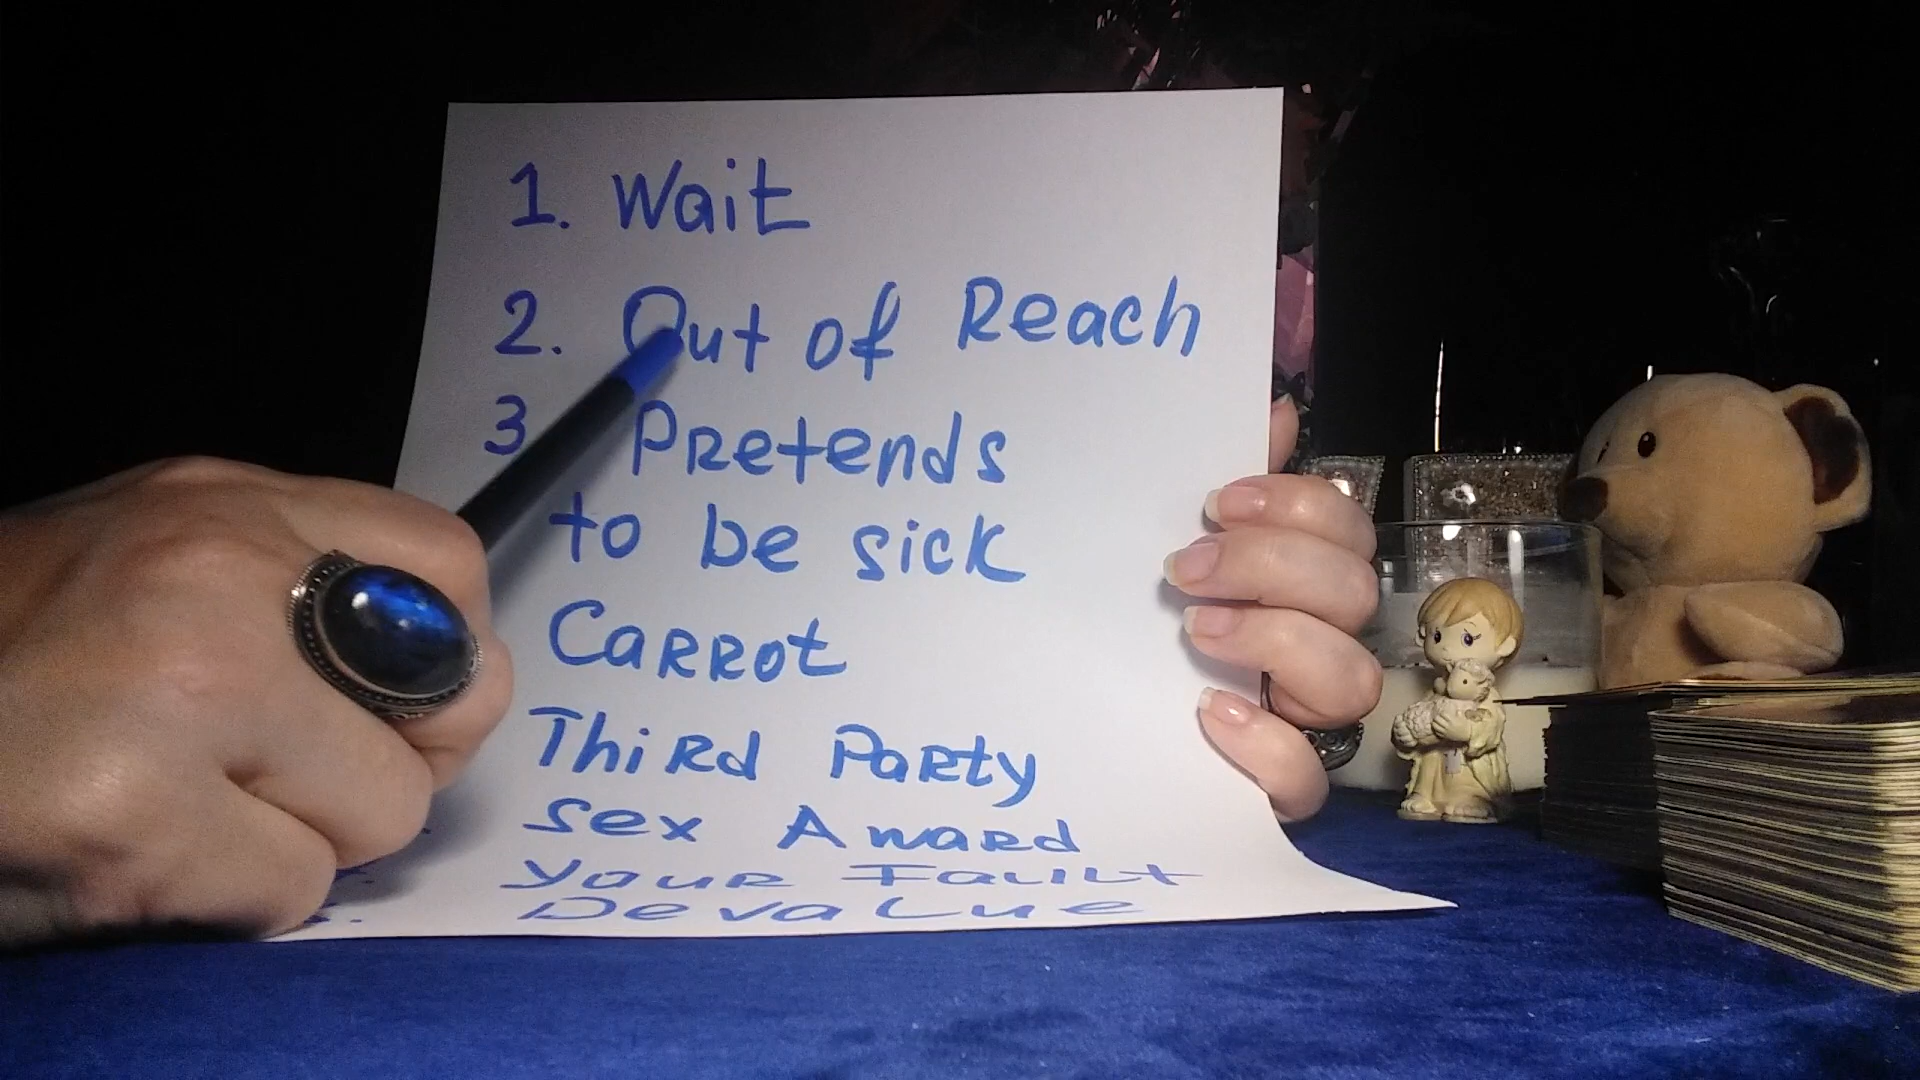 1. Wait
2. Out of Reach
3 Pretends
to be sick
Carrot
Third Party
Sex Award
Your Fault
Devalue